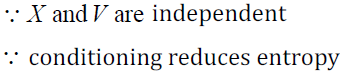 ∵ X and V are independent
∵ conditioning reduces entropy